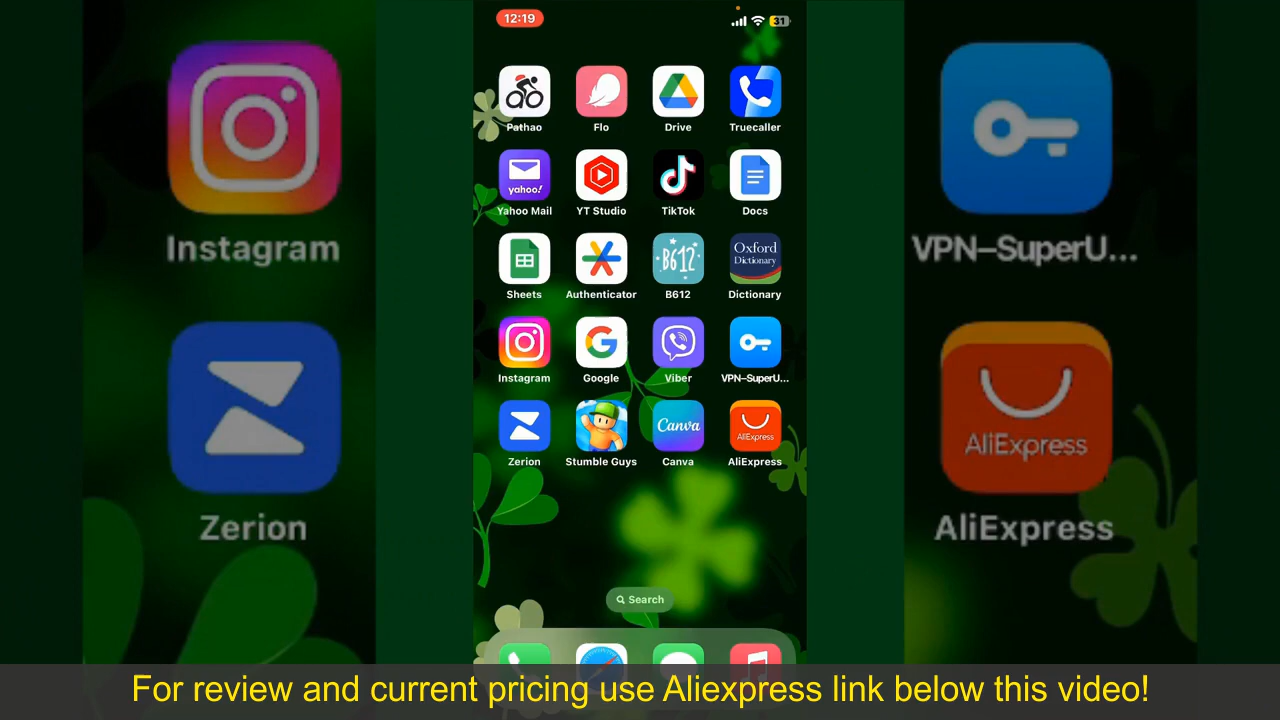 12:19
31
Pathao
Flo
Drive
Truecaller
yahoo!
Yahoo Mail
YT Studio
TikTok
Docs
Oxford
Dictionary
B612
Sheets
Authenticator
B612
Dictionary
Instagram
Google
Viber
VPN–SuperU...
Canva
AliExpress
Zerion
Stumble Guys
Canva
AliExpress
Search
Instagram
Zerion
VPN–SuperU...
AliExpress
AliExpress
For review and current pricing use Aliexpress link below this video!